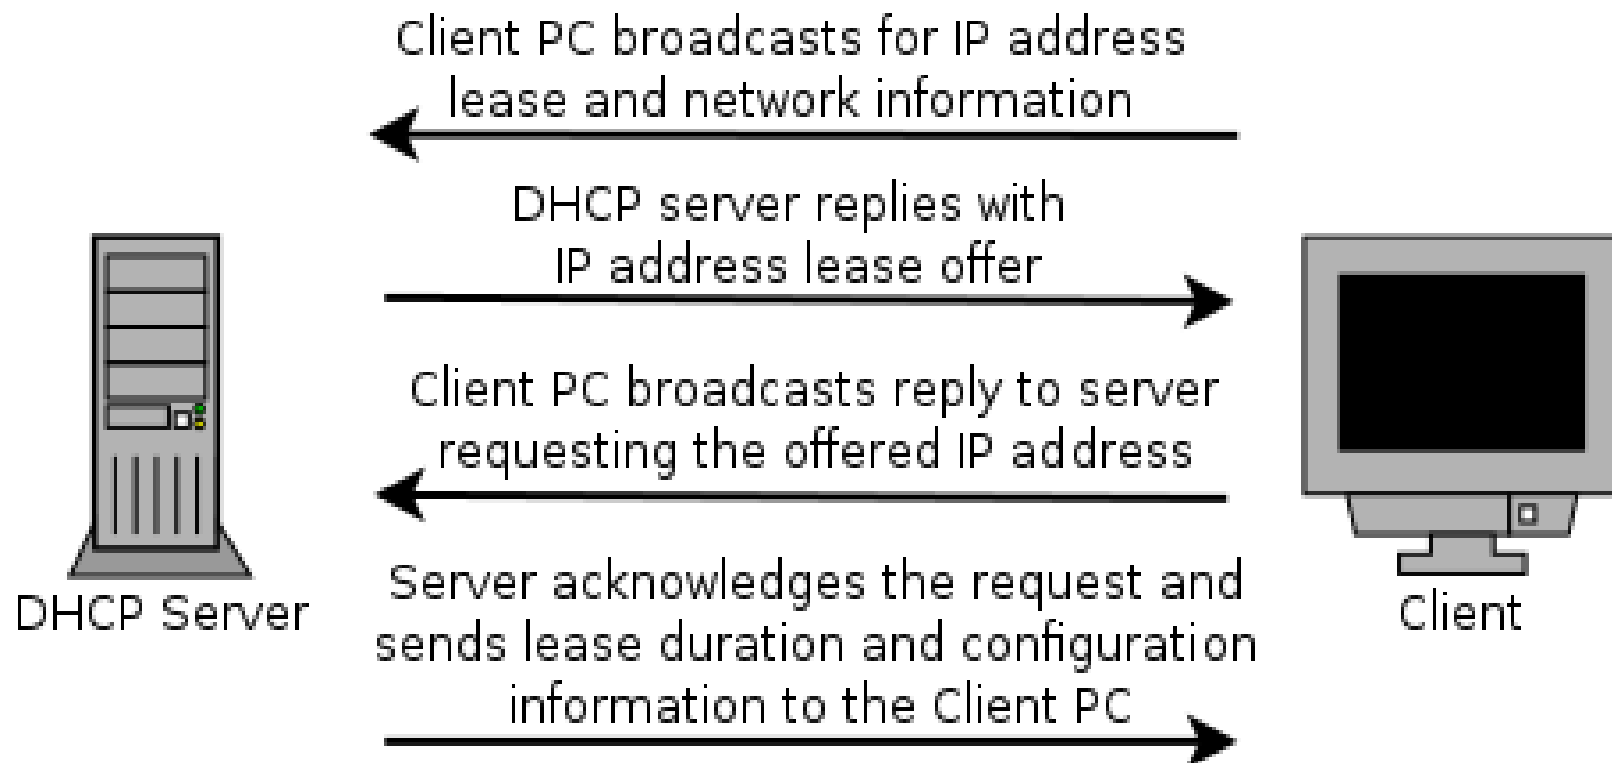 Client PC broadcasts for IP address
lease and network information
DHCP server replies with
IP address lease offer
Client PC broadcasts reply to server
requesting the offered IP address
Server acknowledges the request and
sends lease duration and configuration
information to the Client PC
DHCP Server
Client